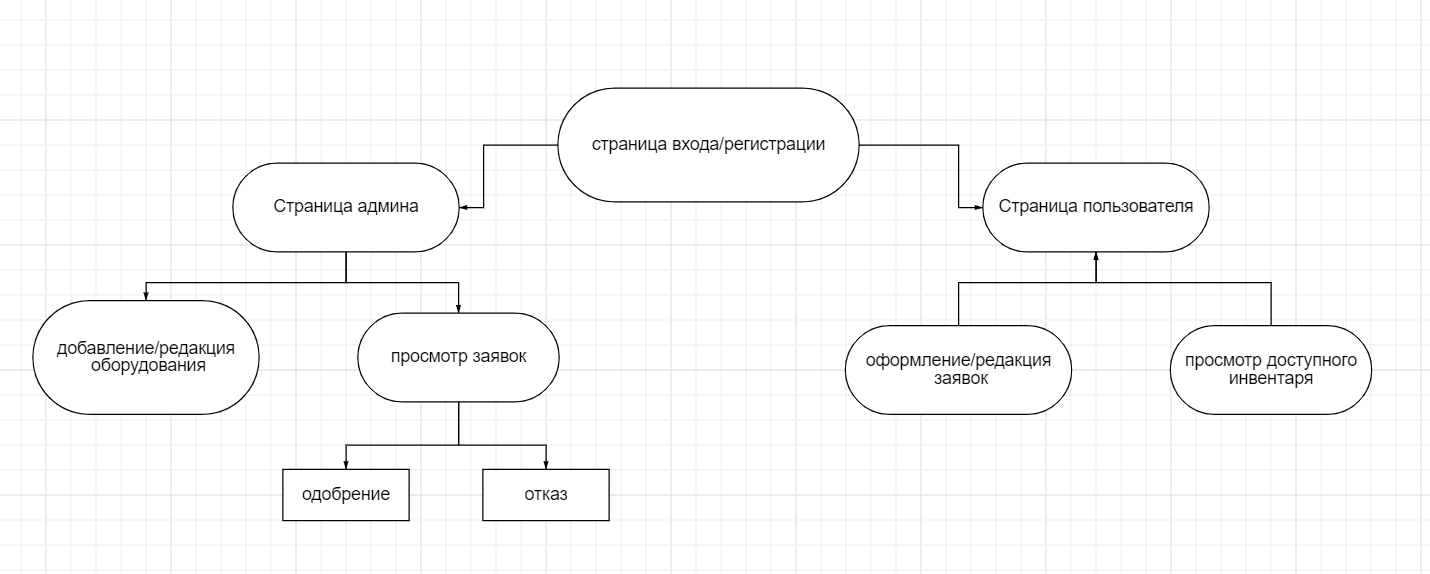 страница входа/регистрации
Страница админа
Страница пользователя
добавление/редакция
оборудования
просмотр заявок
оформление/редакция
заявок
просмотр доступного
инвентаря
одобрение
отказ